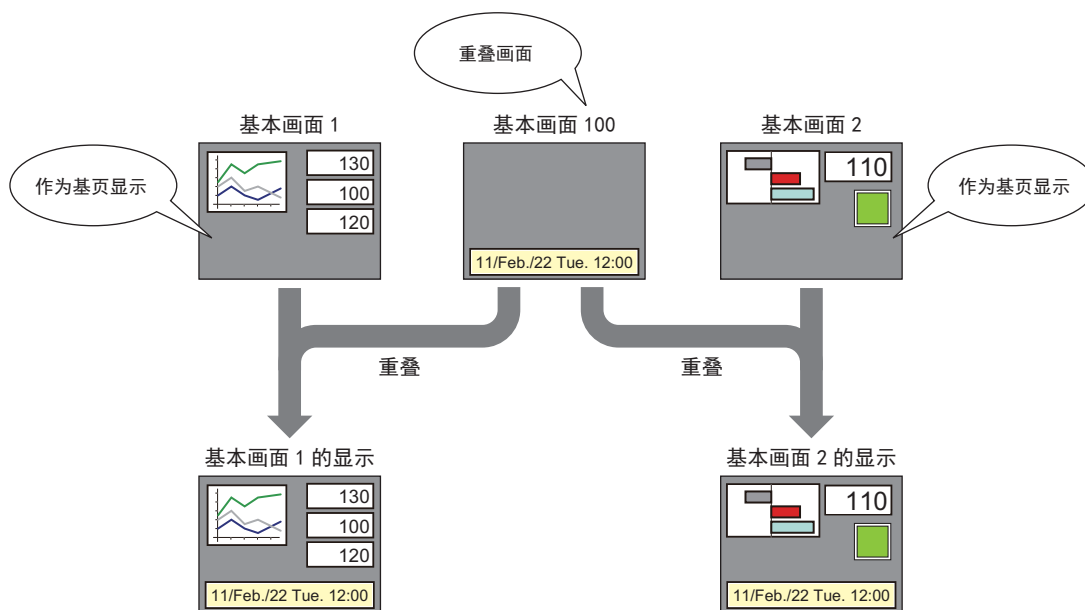 重叠画面
基本画面 1
基本画面 100
基本画面 2
作为基页显示
130
100
120
11/Feb./22 Tue. 12:00
110
作为基页显示
重叠
重叠
基本画面 1 的显示
基本画面 2 的显示
130
100
120
11/Feb./22 Tue. 12:00
110
11/Feb./22 Tue. 12:00